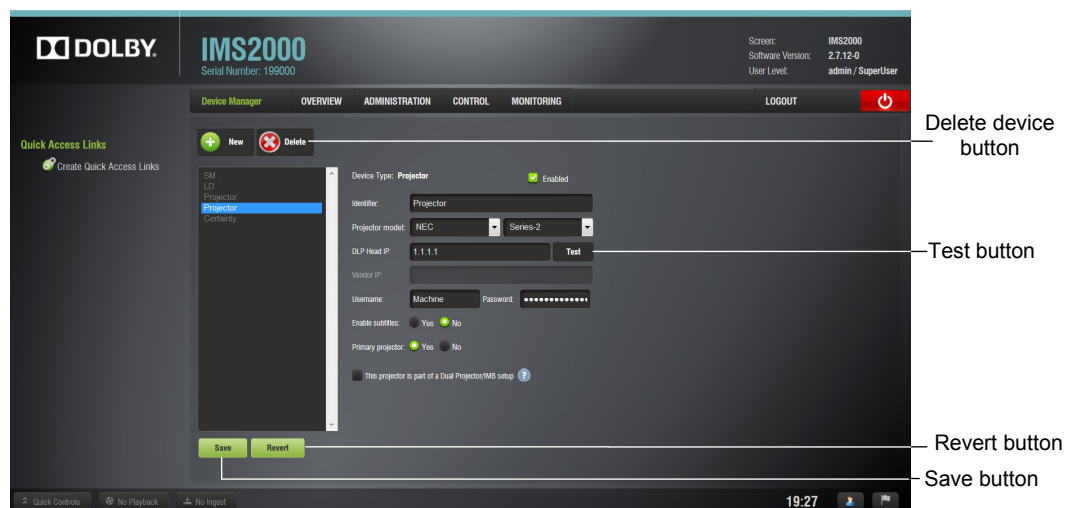 DOLBY.
IMS2000
Serial Number: 199000
Screen: IMS2000
Software Version: 2.7.12-0
User Level: admin / SuperUser
Device Manager OVERVIEW ADMINISTRATION CONTROL MONITORING LOGOUT
Quick Access Links
Create Quick Access Links
New Delete
Delete device
button
SM
LD
Projector
Projector
Certainty
Device Type: Projector Enabled
Identifier: Projector
Projector model: NEC Series-2
DLP Head IP: 1.1.1.1 Test
Test button
Vendor IP:
Username: Machine Password: ●●●●●●●●●●●●●
Enable subtitles: Yes No
Primary projector: Yes No
This projector is part of a Dual Projector/IMB setup ?
Save Revert
Revert button
Save button
Quick Controls No Playback No Ingest 19:27